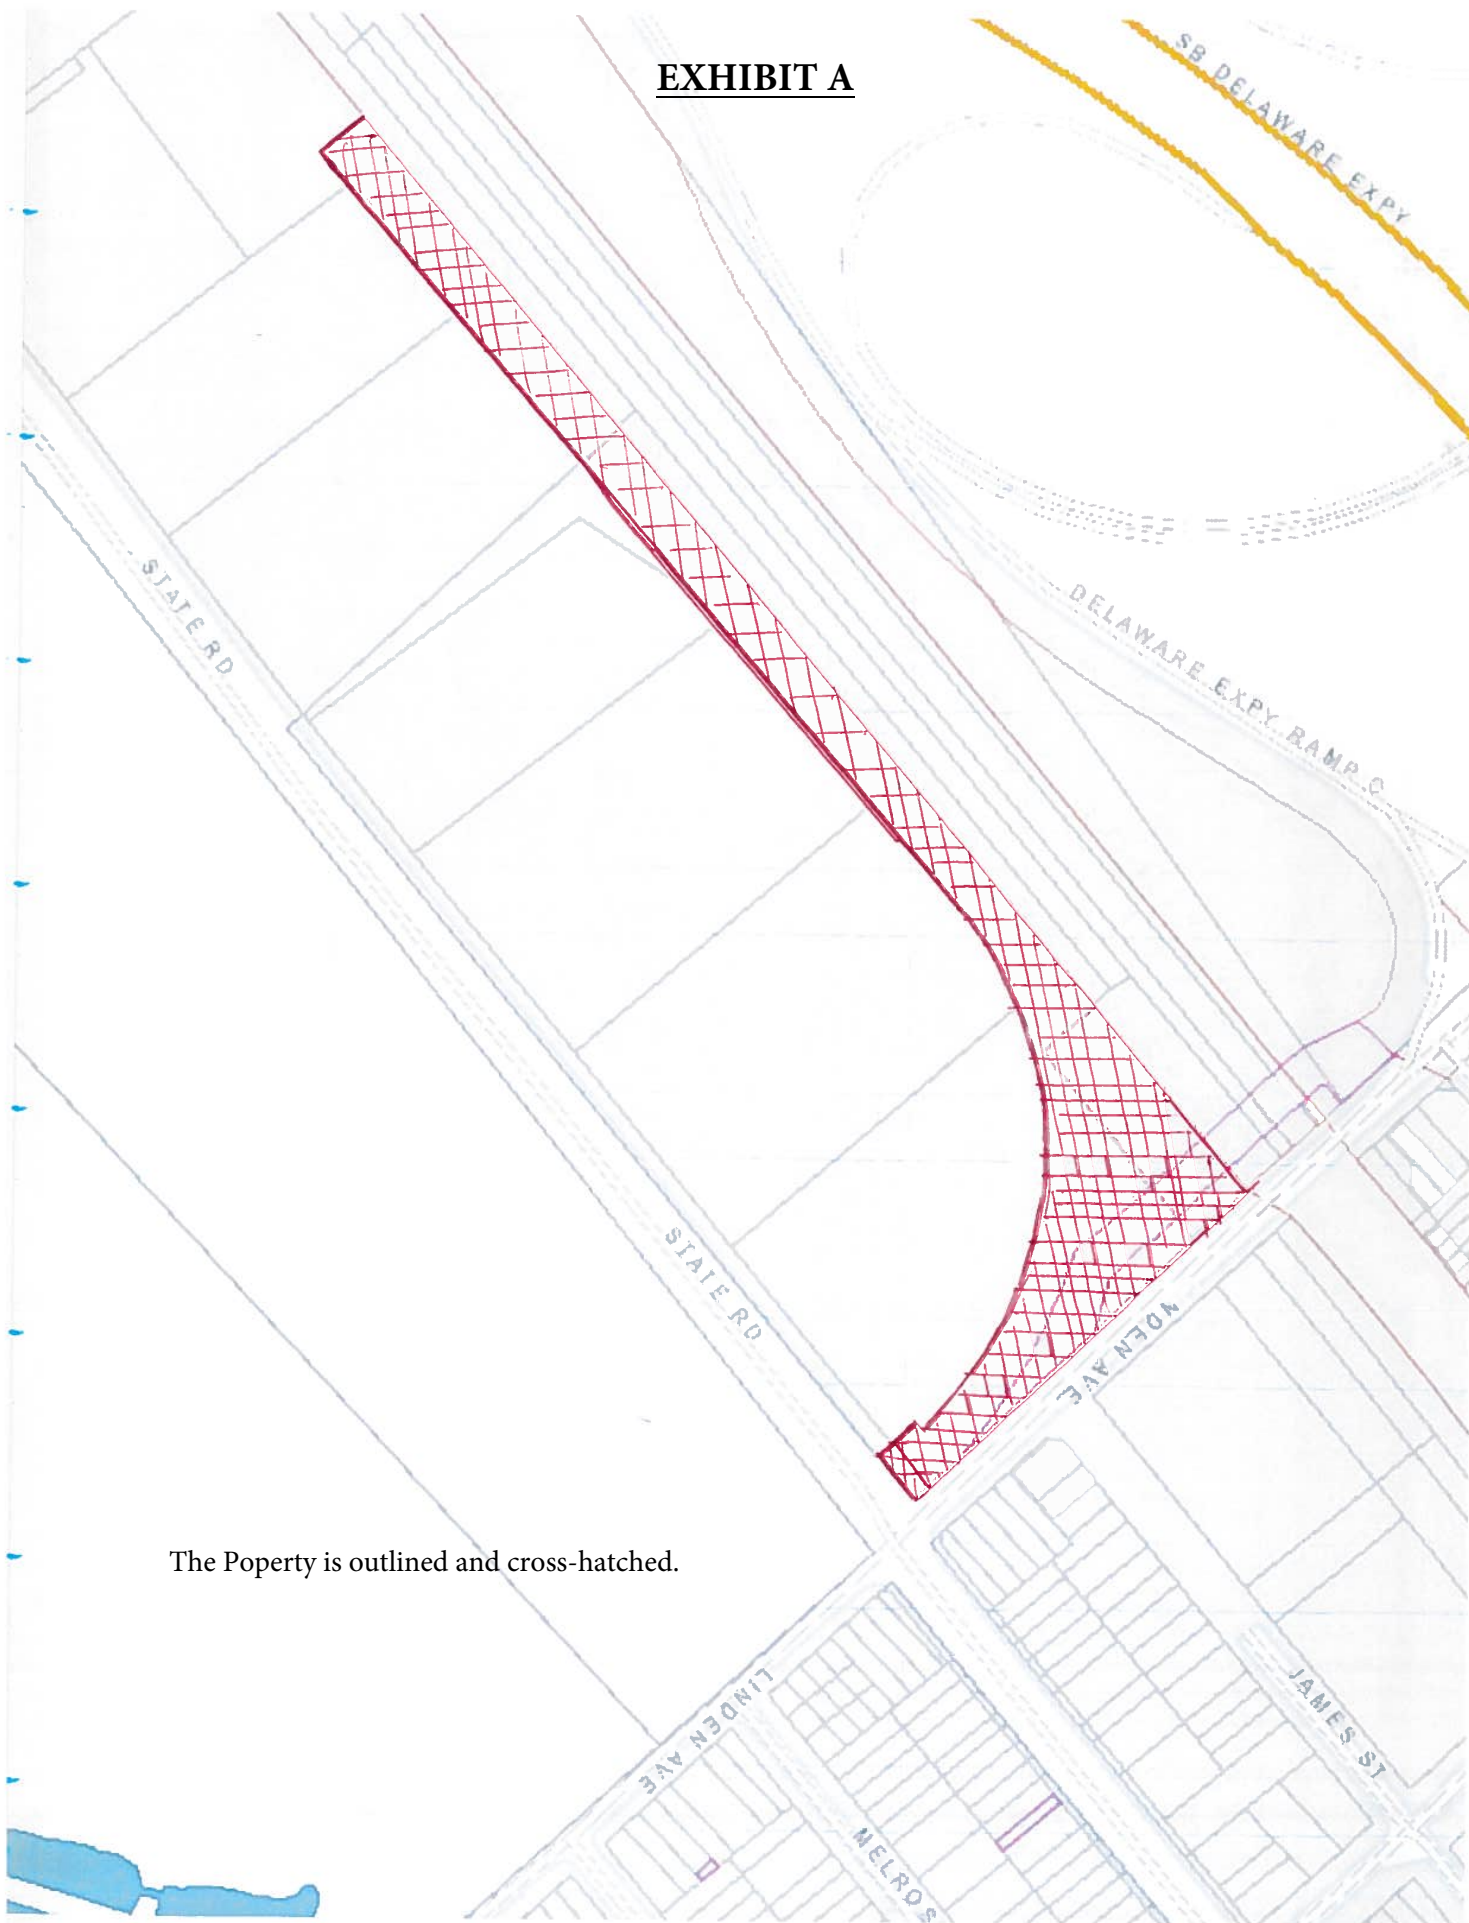 EXHIBIT A
SB DELAWARE EXPY
STATE RD
DELAWARE EXPY RAMP C
STATE RD
NDEN AVE
The Poperty is outlined and cross-hatched.
LINDEN AVE
JAMES ST
MELROS